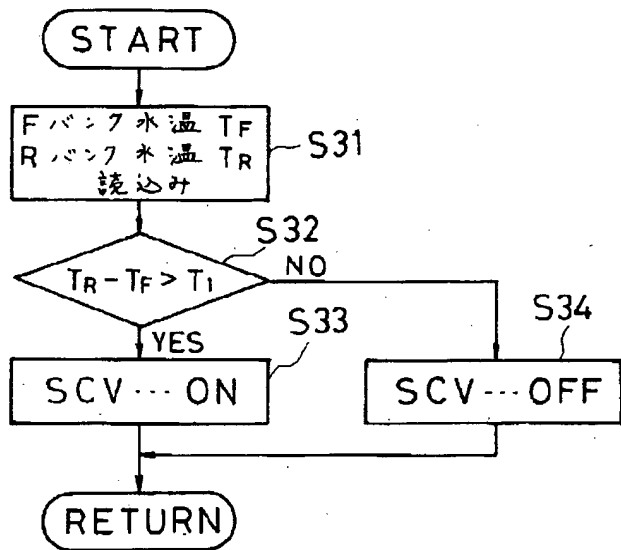 START
Fバンク水温 TF
Rバンク水温 TR
読込み
S31
S32
TR-TF>T1
NO
YES
S33
S34
SCV…ON
SCV…OFF
RETURN